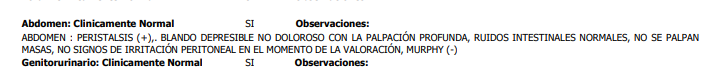 Abdomen: Clinicamente Normal SI Observaciones:
ABDOMEN : PERISTALSIS (+),. BLANDO DEPRESIBLE NO DOLOROSO CON LA PALPACIÓN PROFUNDA, RUIDOS INTESTINALES NORMALES, NO SE PALPAN
MASAS, NO SIGNOS DE IRRITACIÓN PERITONEAL EN EL MOMENTO DE LA VALORACIÓN, MURPHY (-)
Genitorurinario: Clinicamente Normal SI Observaciones: